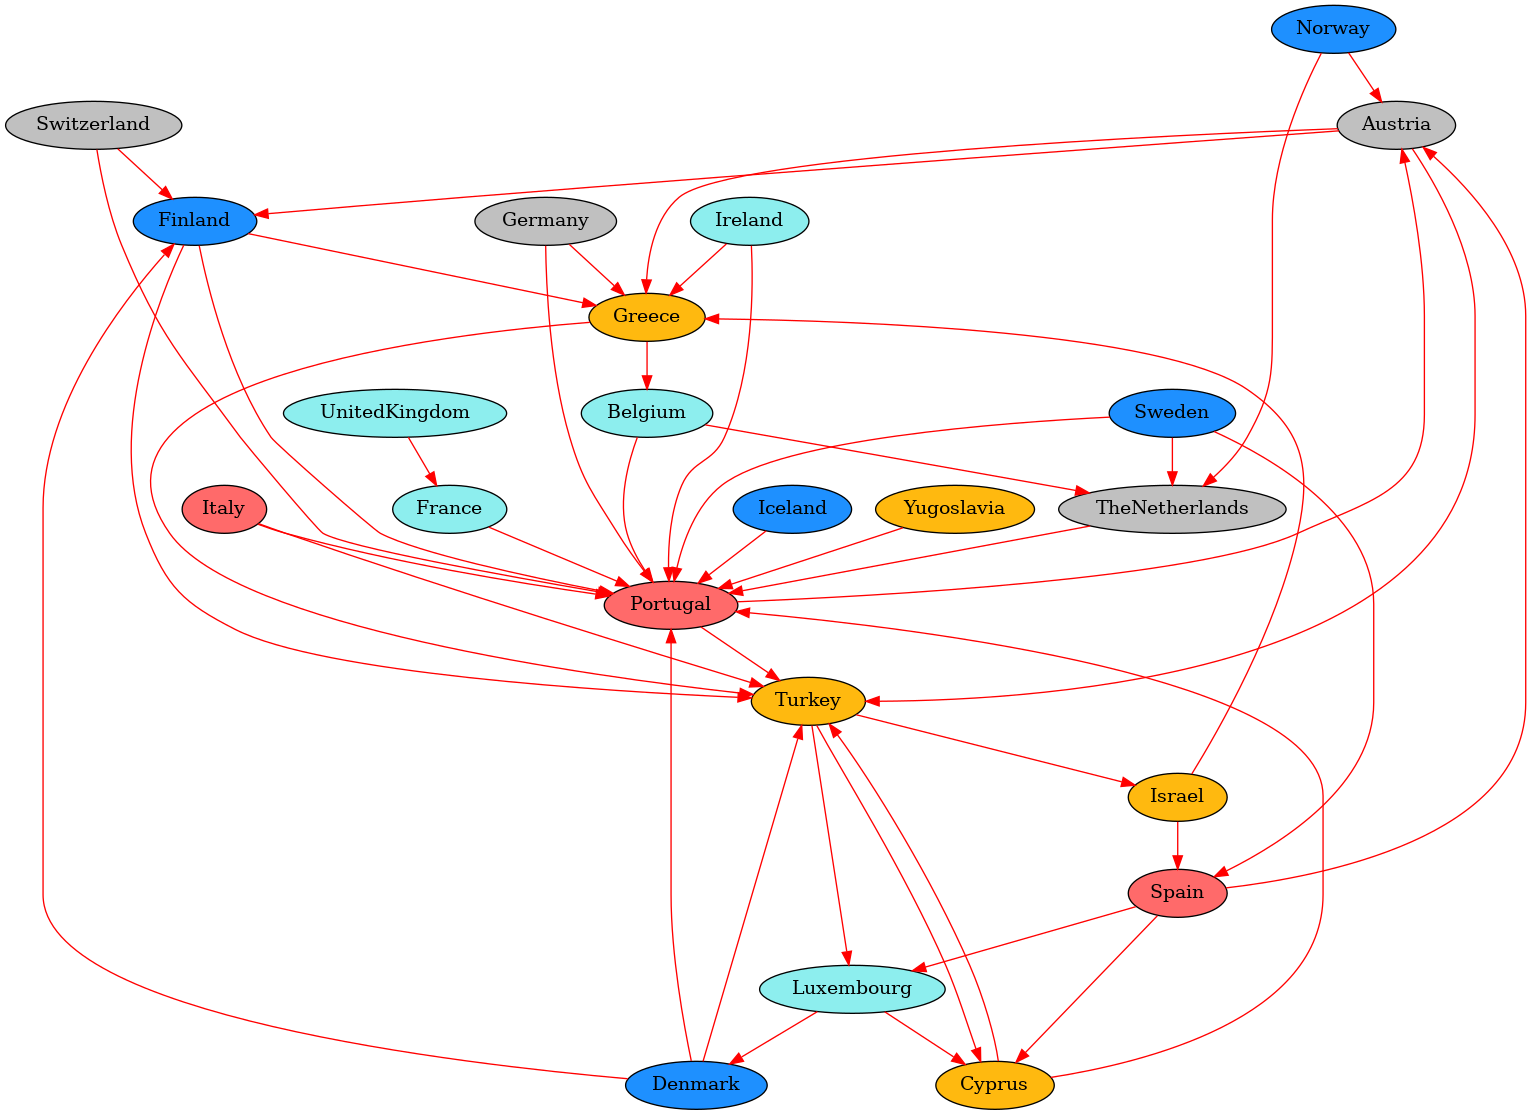 Norway
Switzerland
Austria
Finland
Germany
Ireland
Greece
UnitedKingdom
Belgium
Sweden
Italy
France
Iceland
Yugoslavia
TheNetherlands
Portugal
Turkey
Israel
Spain
Luxembourg
Denmark
Cyprus